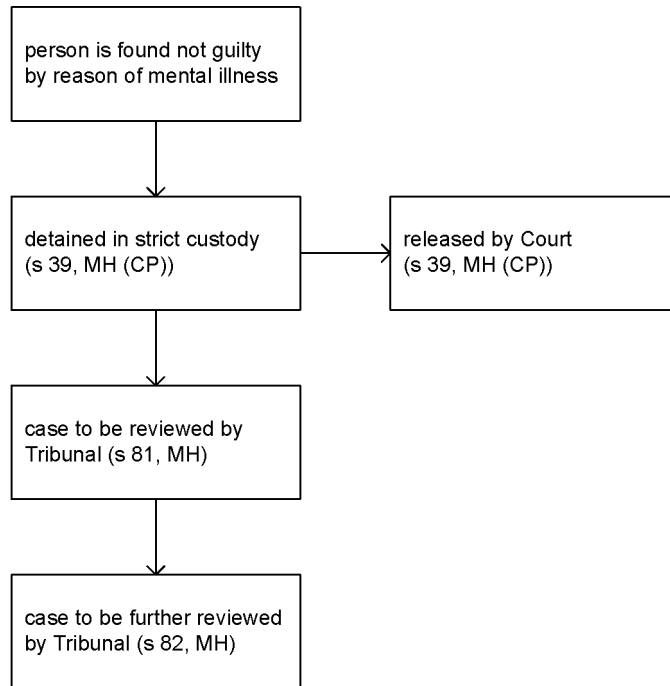 person is found not guilty
by reason of mental illness
detained in strict custody
(s 39, MH (CP))
released by Court
(s 39, MH (CP))
case to be reviewed by
Tribunal (s 81, MH)
case to be further reviewed
by Tribunal (s 82, MH)